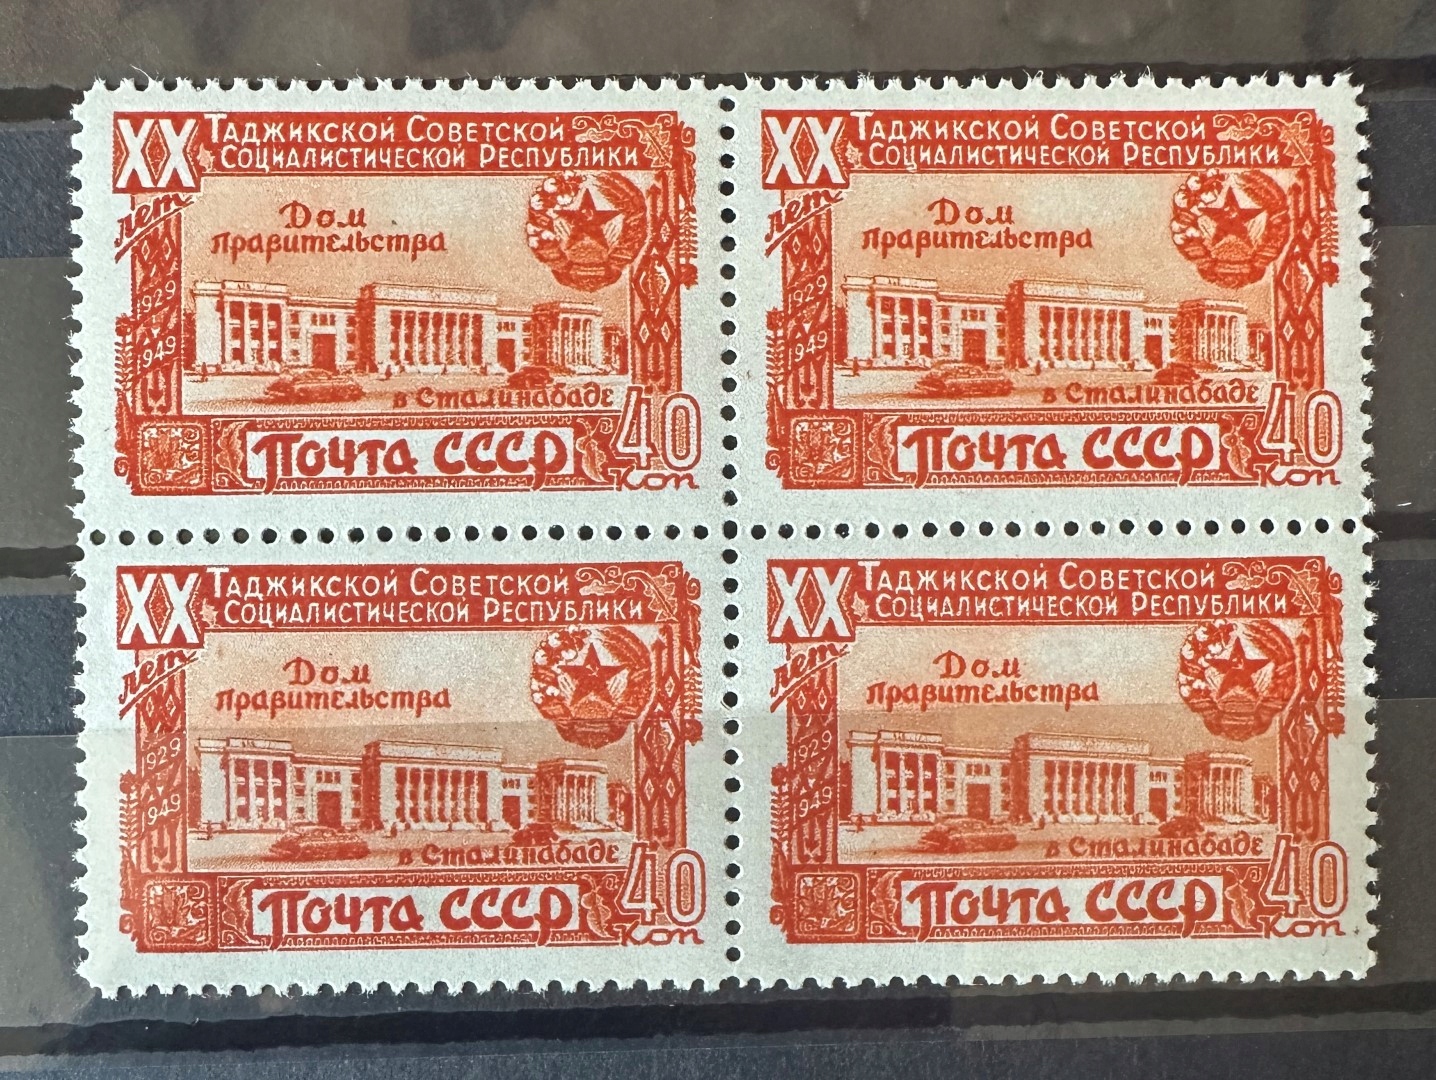 XX ТАДЖИКСКОЙ СОВЕТСКОЙ
СОЦИАЛИСТИЧЕСКОЙ РЕСПУБЛИКИ
лет
Дом
правительства
1929
1949
в Сталинабаде
40
коп
Почта СССР
XX ТАДЖИКСКОЙ СОВЕТСКОЙ
СОЦИАЛИСТИЧЕСКОЙ РЕСПУБЛИКИ
лет
Дом
правительства
1929
1949
в Сталинабаде
40
коп
Почта СССР
XX ТАДЖИКСКОЙ СОВЕТСКОЙ
СОЦИАЛИСТИЧЕСКОЙ РЕСПУБЛИКИ
лет
Дом
правительства
1929
1949
в Сталинабаде
40
коп
Почта СССР
XX ТАДЖИКСКОЙ СОВЕТСКОЙ
СОЦИАЛИСТИЧЕСКОЙ РЕСПУБЛИКИ
лет
Дом
правительства
1929
1949
в Сталинабаде
40
коп
Почта СССР